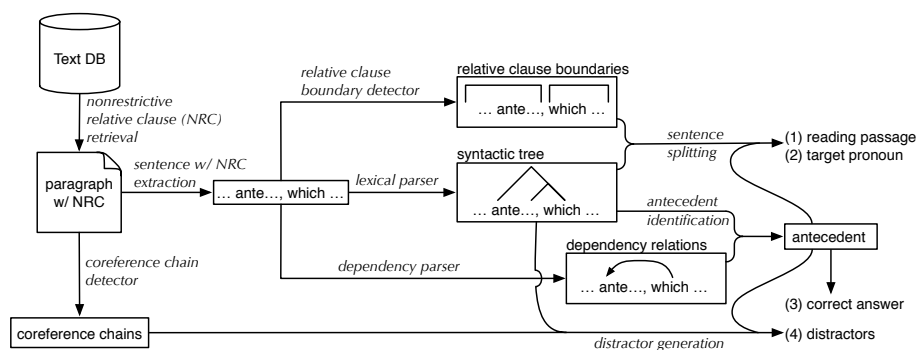 Text DB
nonrestrictive
relative clause (NRC)
retrieval
paragraph
w/ NRC
sentence w/ NRC
extraction
... ante..., which ...
relative clause
boundary detector
relative clause boundaries
... ante..., which ...
lexical parser
syntactic tree
... ante..., which ...
dependency parser
dependency relations
... ante..., which ...
sentence
splitting
(1) reading passage
(2) target pronoun
antecedent
identification
antecedent
(3) correct answer
coreference chain
detector
coreference chains
distractor generation
(4) distractors